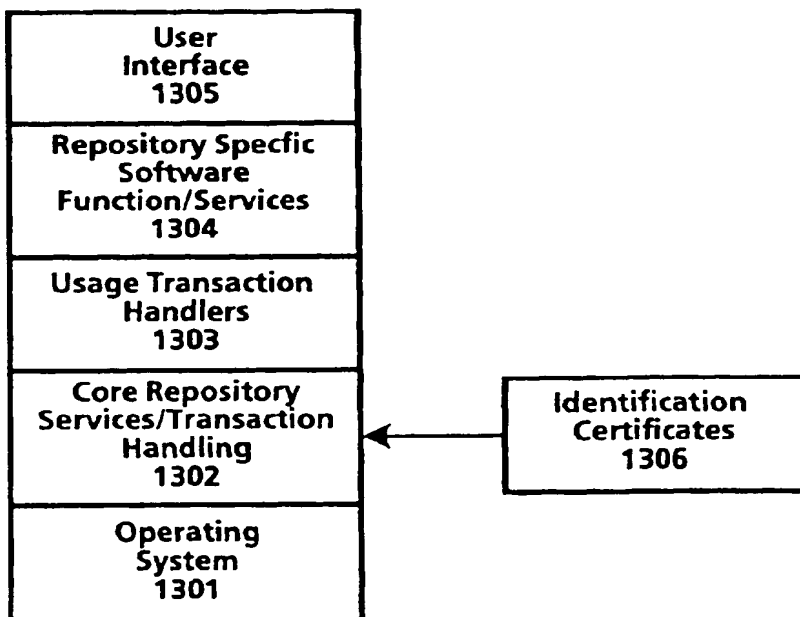 User
Interface
1305
Repository Specfic
Software
Function/Services
1304
Usage Transaction
Handlers
1303
Core Repository
Services/Transaction
Handling
1302
Identification
Certificates
1306
Operating
System
1301